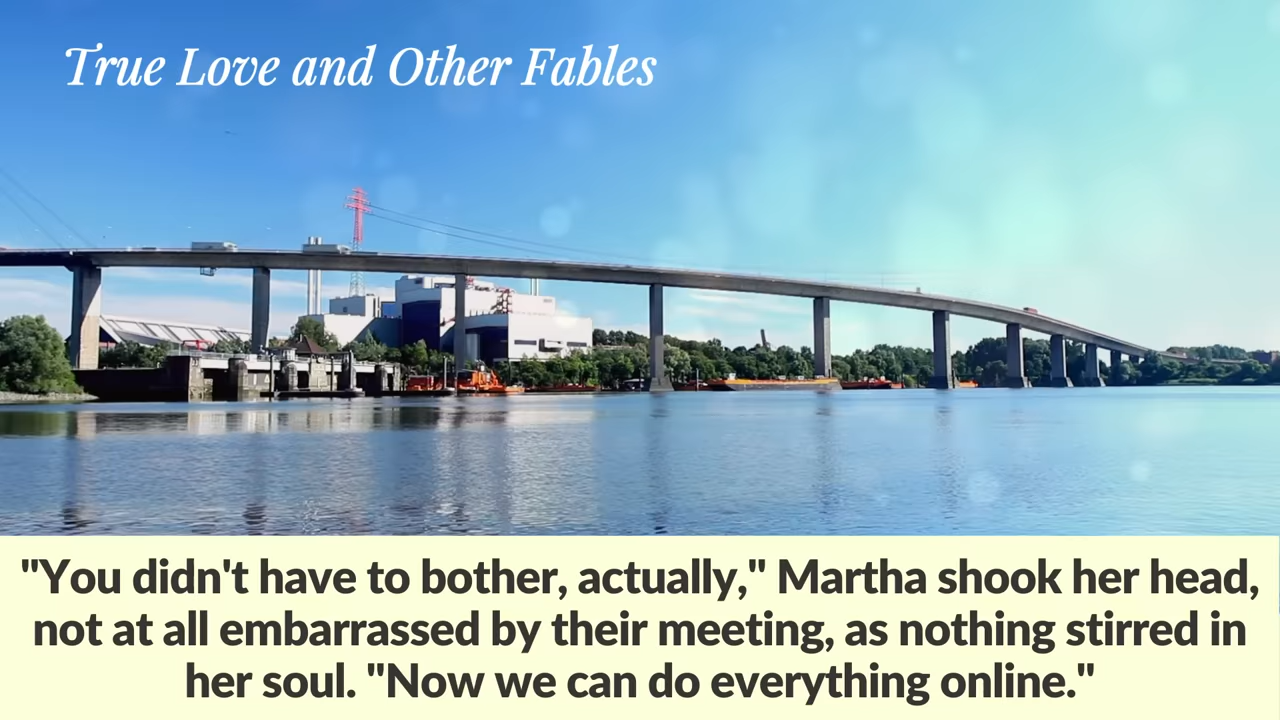 True Love and Other Fables
"You didn't have to bother, actually," Martha shook her head,
not at all embarrassed by their meeting, as nothing stirred in
her soul. "Now we can do everything online."